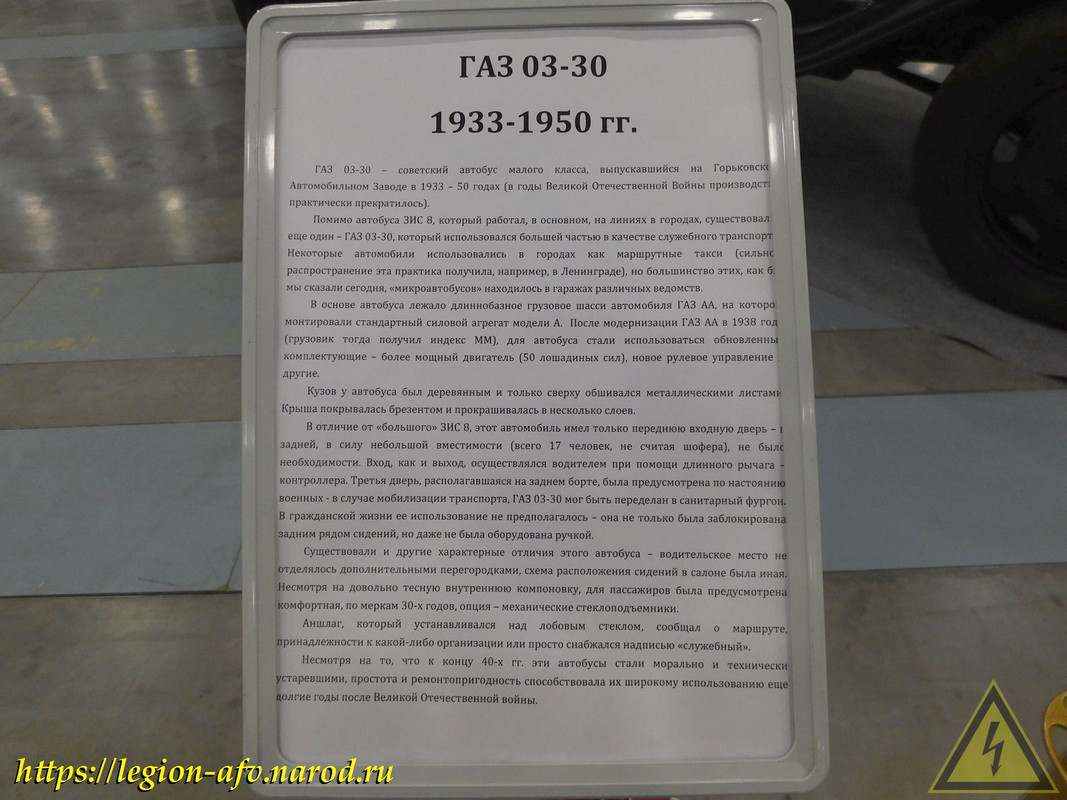 ГАЗ 03-30
1933-1950 гг.
ГАЗ 03-30 – советский автобус малого класса, выпускавшийся на Горьковско
Автомобильном Заводе в 1933 – 50 годах (в годы Великой Отечественной Войны производст
практически прекратилось).
Помимо автобуса ЗИС 8, который работал, в основном, на линиях в городах, существовал
еще один – ГАЗ 03-30, который использовался большей частью в качестве служебного транспорт
Некоторые автомобили использовались в городах как маршрутные такси (сильно
распространение эта практика получила, например, в Ленинграде), но большинство этих, как б
мы сказали сегодня, «микроавтобусов» находилось в гаражах различных ведомств.
В основе автобуса лежало длиннобазное грузовое шасси автомобиля ГАЗ АА, на которо
монтировали стандартный силовой агрегат модели А. После модернизации ГАЗ АА в 1938 год
(грузовик тогда получил индекс ММ), для автобуса стали использоваться обновленны
комплектующие – более мощный двигатель (50 лошадиных сил), новое рулевое управление
другие.
Кузов у автобуса был деревянным и только сверху обшивался металлическими листами
Крыша покрывалась брезентом и прокрашивалась в несколько слоев.
В отличие от «большого» ЗИС 8, этот автомобиль имел только переднюю входную дверь –
задней, в силу небольшой вместимости (всего 17 человек, не считая шофера), не было
необходимости. Вход, как и выход, осуществлялся водителем при помощи длинного рычага –
контроллера. Третья дверь, располагавшаяся на заднем борте, была предусмотрена по настоянию
военных - в случае мобилизации транспорта, ГАЗ 03-30 мог быть переделан в санитарный фургон.
В гражданской жизни ее использование не предполагалось – она не только была заблокирована
задним рядом сидений, но даже не была оборудована ручкой.
Существовали и другие характерные отличия этого автобуса – водительское место не
отделялось дополнительными перегородками, схема расположения сидений в салоне была иная.
Несмотря на довольно тесную внутреннюю компоновку, для пассажиров была предусмотрена
комфортная, по меркам 30-х годов, опция – механические стеклоподъемники.
Аншлаг, который устанавливался над лобовым стеклом, сообщал о маршруте,
принадлежности к какой-либо организации или просто снабжался надписью «служебный».
Несмотря на то, что к концу 40-х гг. эти автобусы стали морально и технически
устаревшими, простота и ремонтопригодность способствовала их широкому использованию еще
долгие годы после Великой Отечественной войны.
https://legion-afv.narod.ru